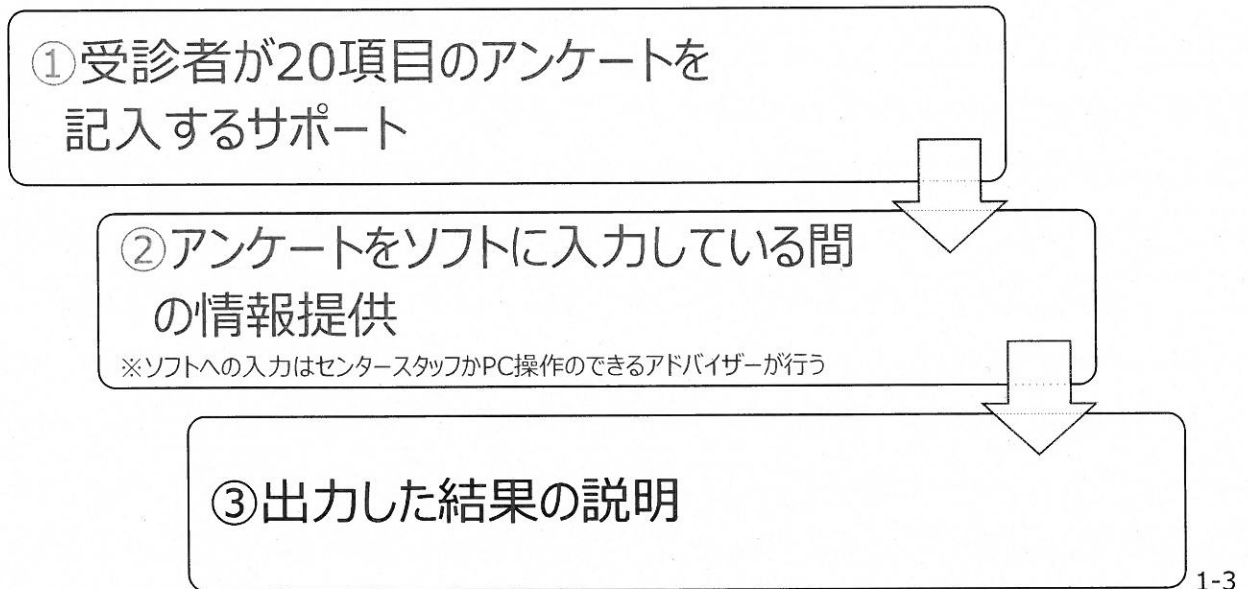 ①受診者が20項目のアンケートを
記入するサポート
②アンケートをソフトに入力している間
の情報提供
※ソフトへの入力はセンタースタッフかPC操作のできるアドバイザーが行う
③出力した結果の説明
1-3